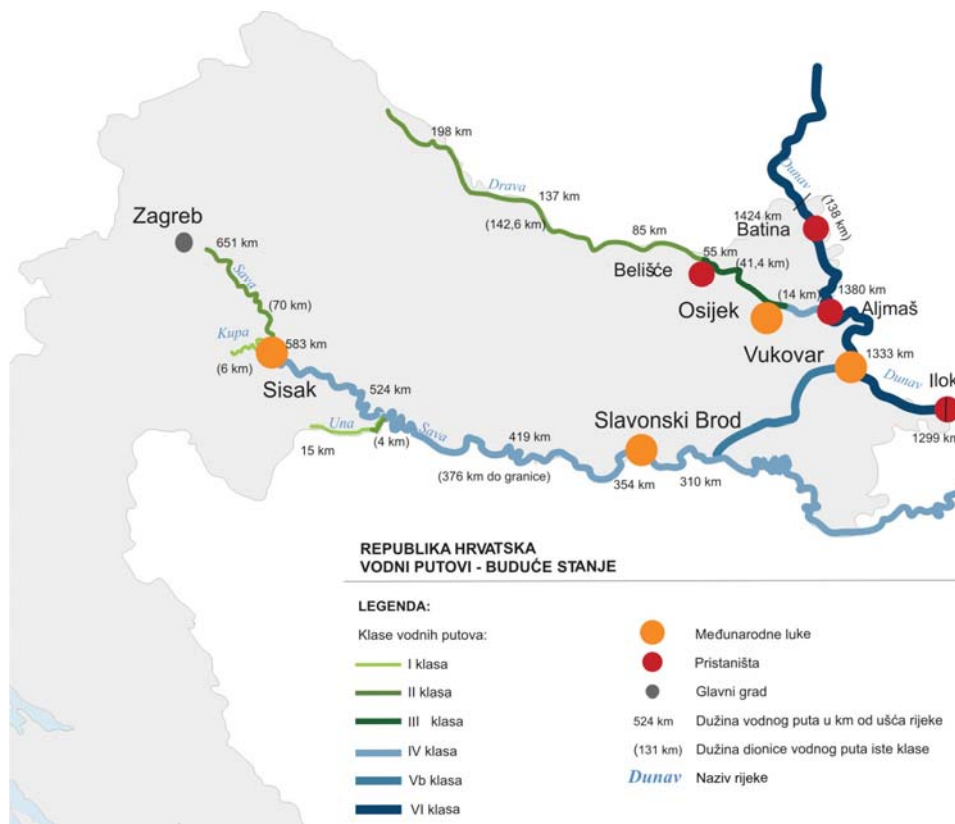 198 km
Drava
137 km
(142,6 km)
85 km
Dunav
(138 km)
1424 km
Batina
Zagreb
651 km
Sava
(70 km)
55 km
Belišće
(41,4 km)
(14 km)
1380 km
Osijek
Aljmaš
Kupa
(6 km)
583 km
Sisak
Vukovar
1333 km
Dunav
Ilok
1299 km
524 km
Una
15 km
(4 km)
Sava
419 km
(376 km do granice)
Slavonski Brod
354 km
310 km
REPUBLIKA HRVATSKA
VODNI PUTOVI - BUDUĆE STANJE
LEGENDA:
Klase vodnih putova:
I klasa
II klasa
III klasa
IV klasa
Vb klasa
VI klasa
Međunarodne luke
Pristaništa
Glavni grad
524 km Dužina vodnog puta u km od ušća rijeke
(131 km) Dužina dionice vodnog puta iste klase
Dunav Naziv rijeke